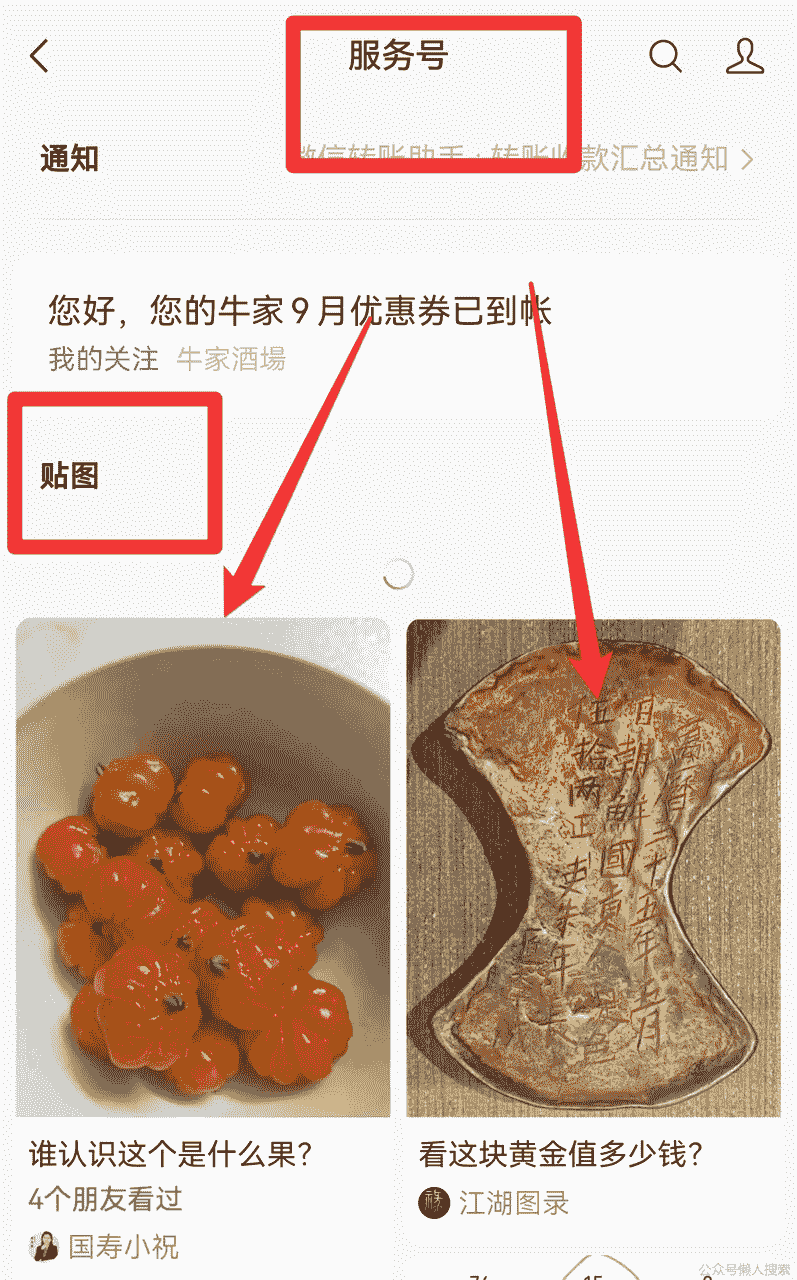 服务号
通知
微信转账助手：转账收款汇总通知
您好，您的牛家9月优惠券已到帐
我的关注 牛家酒場
贴图
谁认识这个是什么果？
4个朋友看过
国寿小祝
看这块黄金值多少钱？
江湖图录
公众号懒人搜索